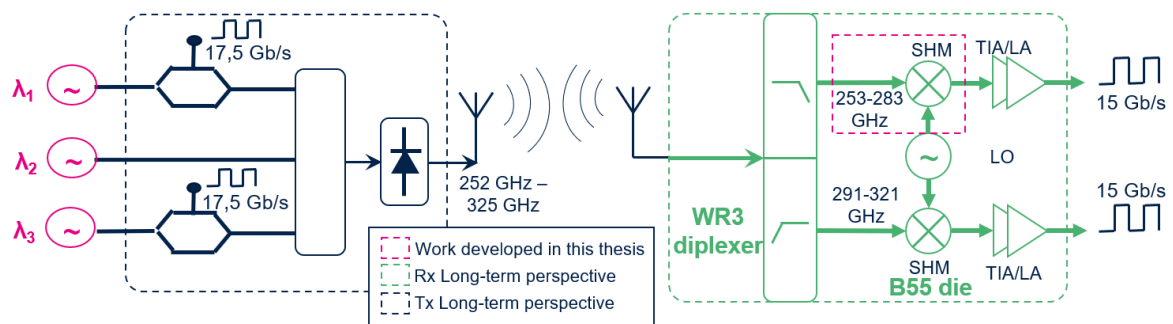 λ1
17,5 Gb/s
λ2
λ3
17,5 Gb/s
252 GHz –
325 GHz
Work developed in this thesis
Rx Long-term perspective
Tx Long-term perspective
WR3
diplexer
253-283
GHz
SHM
TIA/LA
15 Gb/s
LO
291-321
GHz
SHM
TIA/LA
15 Gb/s
B55 die